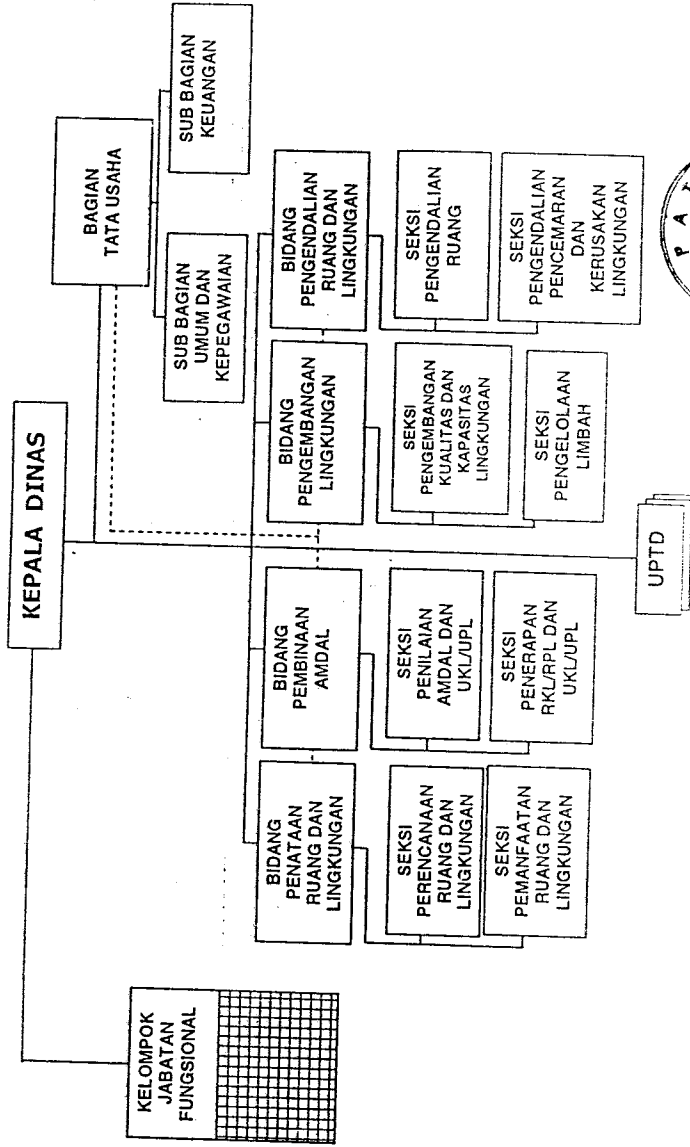 KEPALA DINAS
KELOMPOK
JABATAN
FUNGSIONAL
BAGIAN
TATA USAHA
SUB BAGIAN
UMUM DAN
KEPEGAWAIAN
SUB BAGIAN
KEUANGAN
BIDANG
PENATAAN
RUANG DAN
LINGKUNGAN
BIDANG
PEMBINAAN
AMDAL
BIDANG
PENGEMBANGAN
LINGKUNGAN
BIDANG
PENGENDALIAN
RUANG DAN
LINGKUNGAN
SEKSI
PERENCANAAN
RUANG DAN
LINGKUNGAN
SEKSI
PENILAIAN
AMDAL DAN
UKL/UPL
SEKSI
PENGEMBANGAN
KUALITAS DAN
KAPASITAS
LINGKUNGAN
SEKSI
PENGENDALIAN
RUANG
SEKSI
PEMANFAATAN
RUANG DAN
LINGKUNGAN
SEKSI
PENERAPAN
RKL/RPL DAN
UKL/UPL
SEKSI
PENGELOLAAN
LIMBAH
SEKSI
PENGENDALIAN
PENCEMARAN
DAN
KERUSAKAN
LINGKUNGAN
UPTD